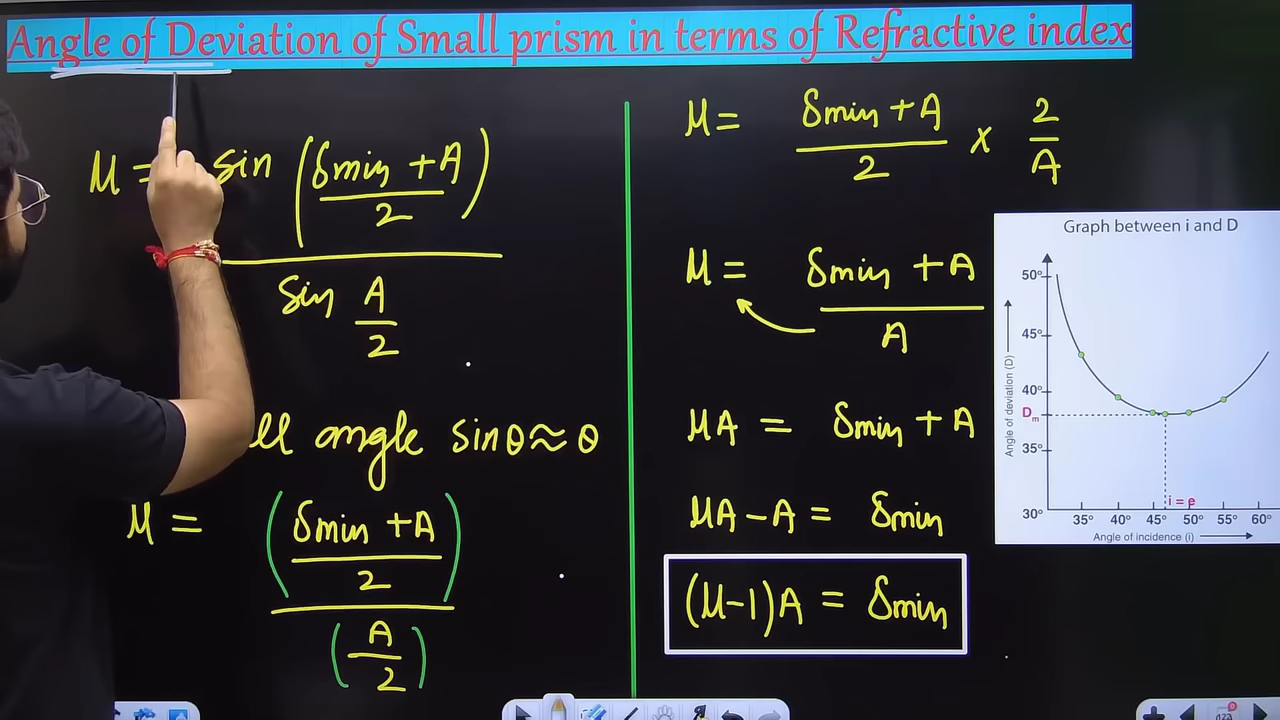 Angle of Deviation of Small prism in terms of Refractive index
μ = sin (δmin + A / 2)
sin A/2
angle sinθ ≈ θ
μ = (δmin + A / 2)
(A / 2)
μ = δmin + A / 2 × 2 / A
μ = δmin + A / A
μA = δmin + A
μA - A = δmin
(μ-1)A = δmin
Graph between i and D
50°
45°
40°
Dm
35°
30°
Angle of deviation (D)
i = e
35° 40° 45° 50° 55° 60°
Angle of incidence (i)